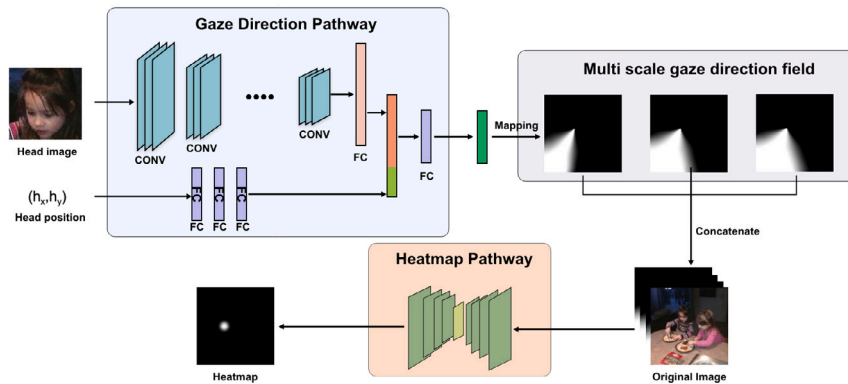 Gaze Direction Pathway
Multi scale gaze direction field
CONV
CONV
CONV
FC
Head image
Mapping
FC
FC
FC
FC
FC
FC
FC
(hx,hy)
Head position
Concatenate
Heatmap Pathway
Heatmap
Original Image